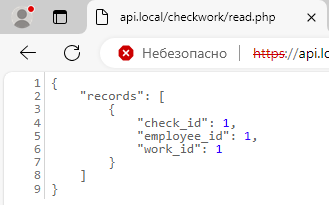 api.local/checkwork/read.php
Небезопасно
https://api.lo
1 {
2 "records": [
3 {
4 "check_id": 1,
5 "employee_id": 1,
6 "work_id": 1
7 }
8 ]
9 }